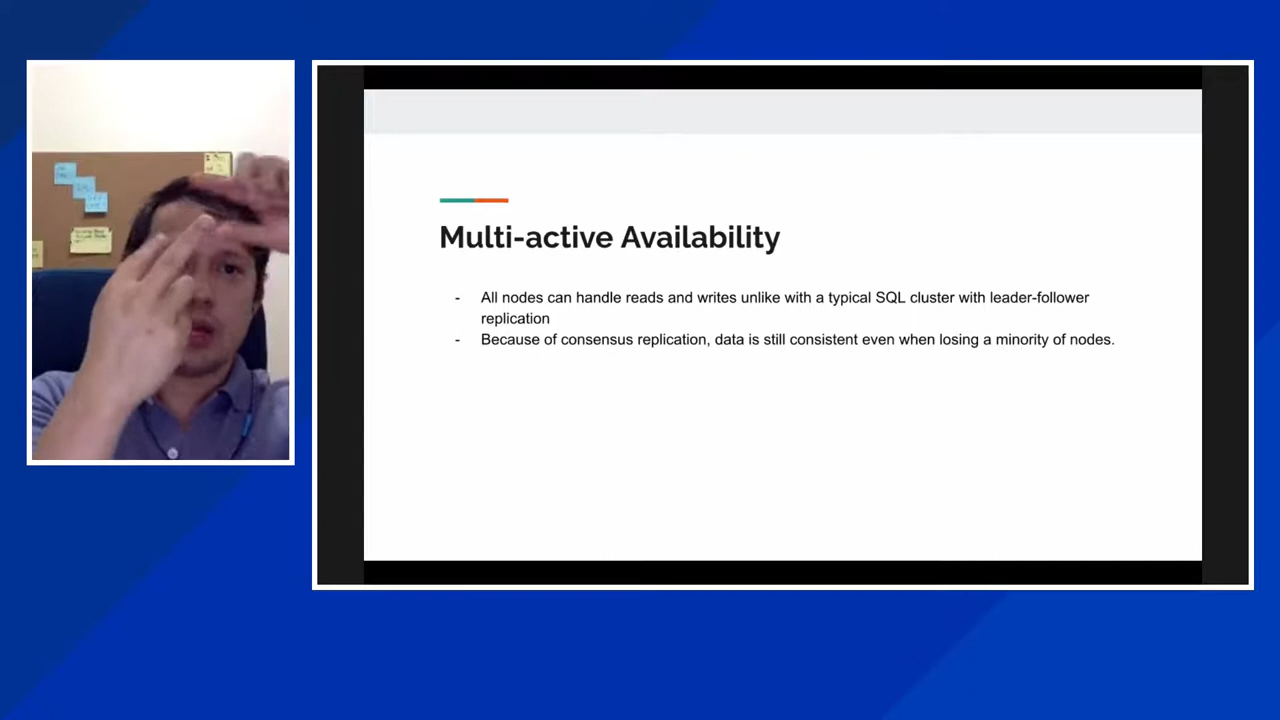 Multi-active Availability
- All nodes can handle reads and writes unlike with a typical SQL cluster with leader-follower
replication
- Because of consensus replication, data is still consistent even when losing a minority of nodes.